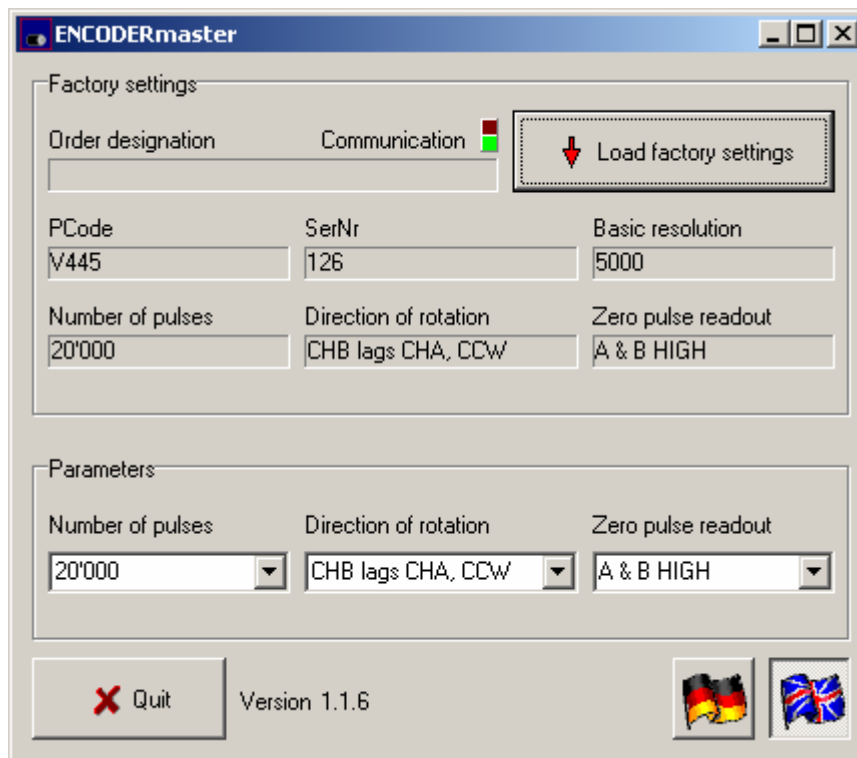 ENCODERmaster
Factory settings
Order designation
Communication
Load factory settings
PCode
SerNr
Basic resolution
V445
126
5000
Number of pulses
Direction of rotation
Zero pulse readout
20'000
CHB lags CHA, CCW
A & B HIGH
Parameters
Number of pulses
Direction of rotation
Zero pulse readout
20'000
CHB lags CHA, CCW
A & B HIGH
Quit
Version 1.1.6